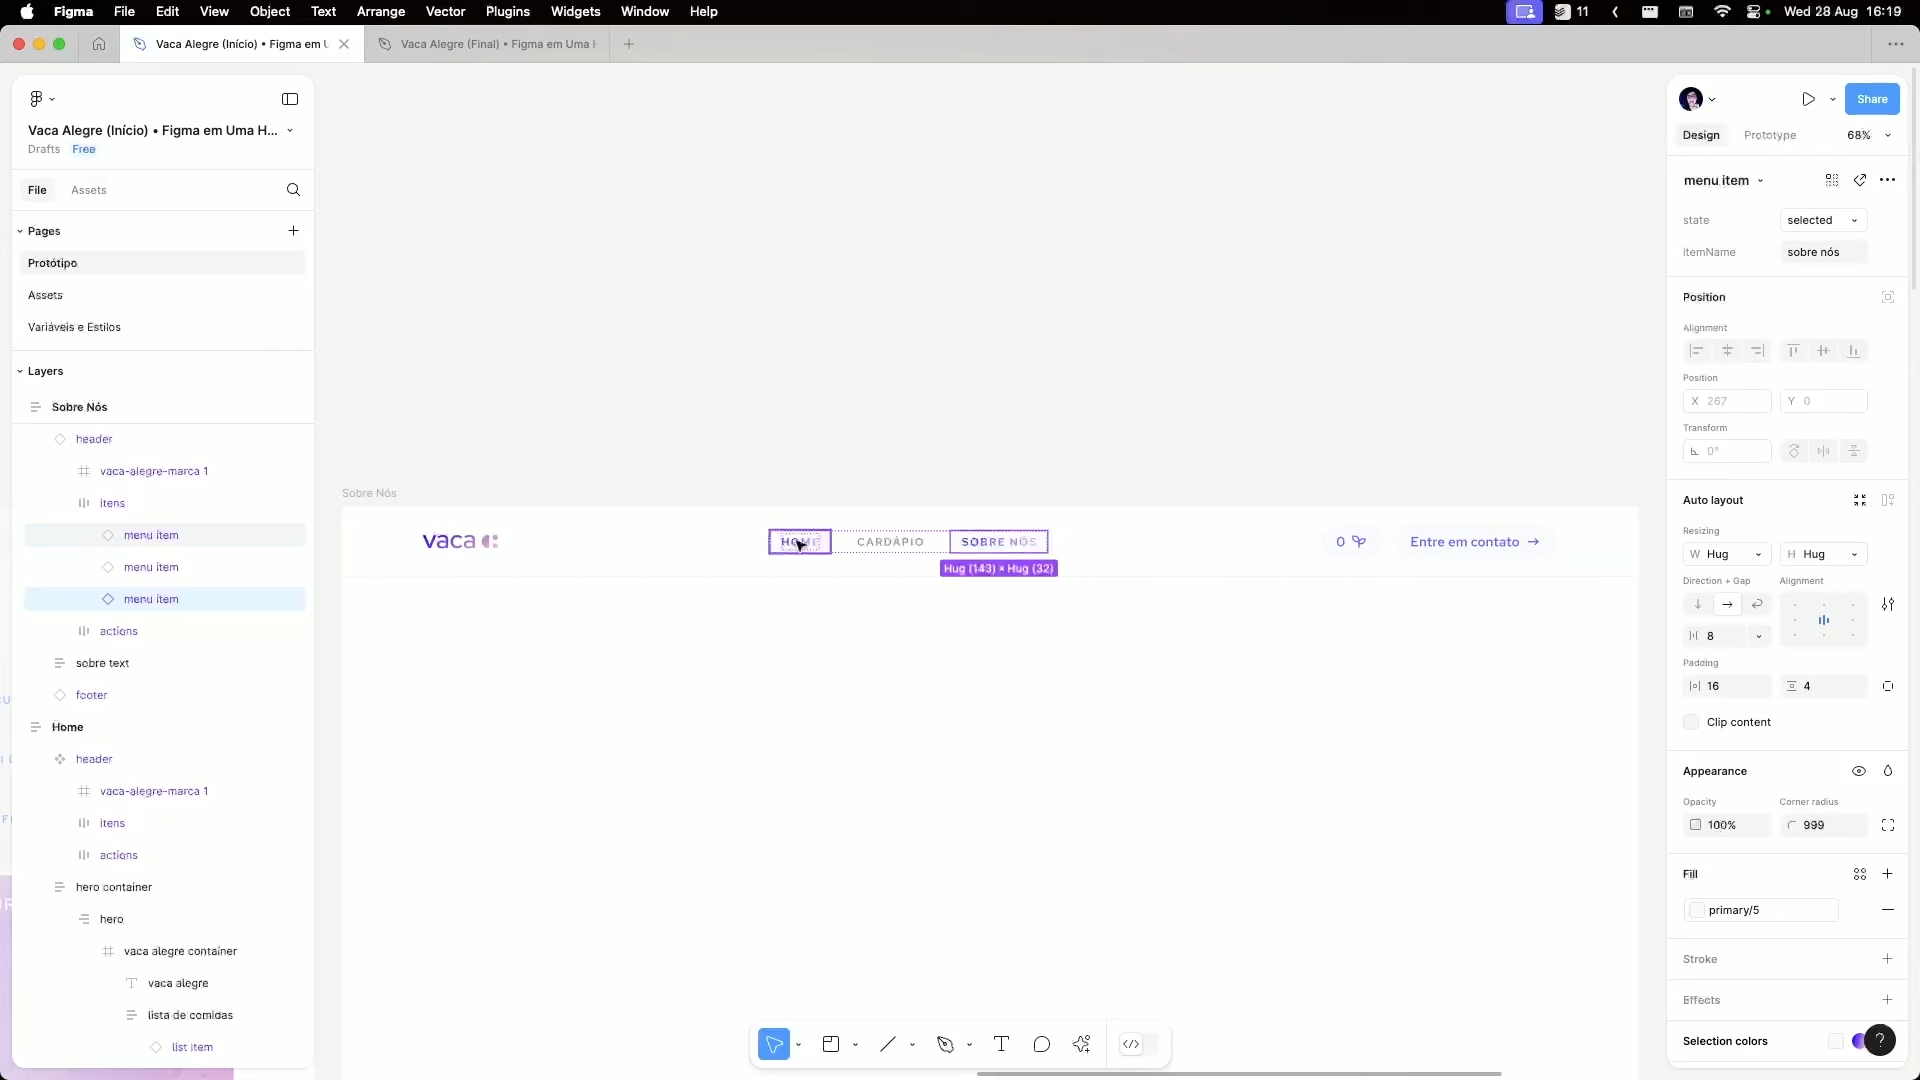 Figma File Edit View Object Text Arrange Vector Plugins Widgets Window Help
11
Wed 28 Aug 16:19
Vaca Alegre (Início) • Figma em U
Vaca Alegre (Final) • Figma em Uma H
Vaca Alegre (Início) • Figma em Uma H...
Drafts Free
File Assets
Pages
Protótipo
Assets
Variáveis e Estilos
Layers
Sobre Nós
header
vaca-alegre-marca 1
itens
menu item
menu item
menu item
actions
sobre text
footer
Home
header
vaca-alegre-marca 1
itens
actions
hero container
hero
vaca alegre container
vaca alegre
lista de comidas
list item
Sobre Nós
vaca
HOME CARDÁPIO SOBRE NÓS
Hug (143) × Hug (32)
0
Entre em contato →
Share
Design Prototype 68%
menu item
state selected
itemName sobre nós
Position
Alignment
Position
X 267 Y 0
Transform
0°
Auto layout
Resizing
W Hug H Hug
Direction + Gap Alignment
8
Padding
16 4
Clip content
Appearance
Opacity Corner radius
100% 999
Fill
primary/5
Stroke
Effects
Selection colors
?